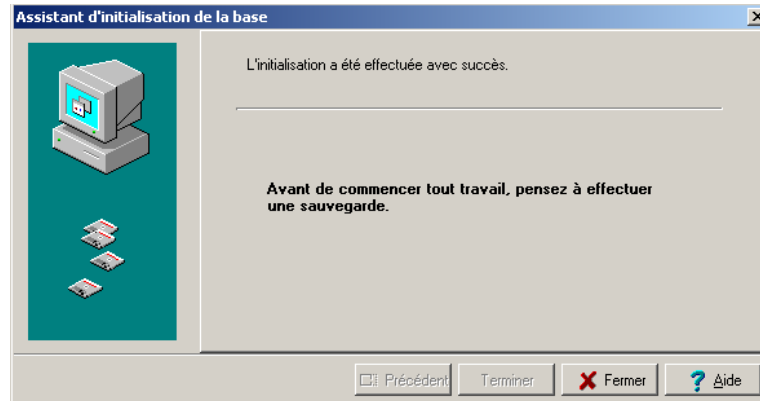 Assistant d'initialisation de la base
L'initialisation a été effectuée avec succès.
Avant de commencer tout travail, pensez à effectuer
une sauvegarde.
Précédent
Terminer
Fermer
Aide